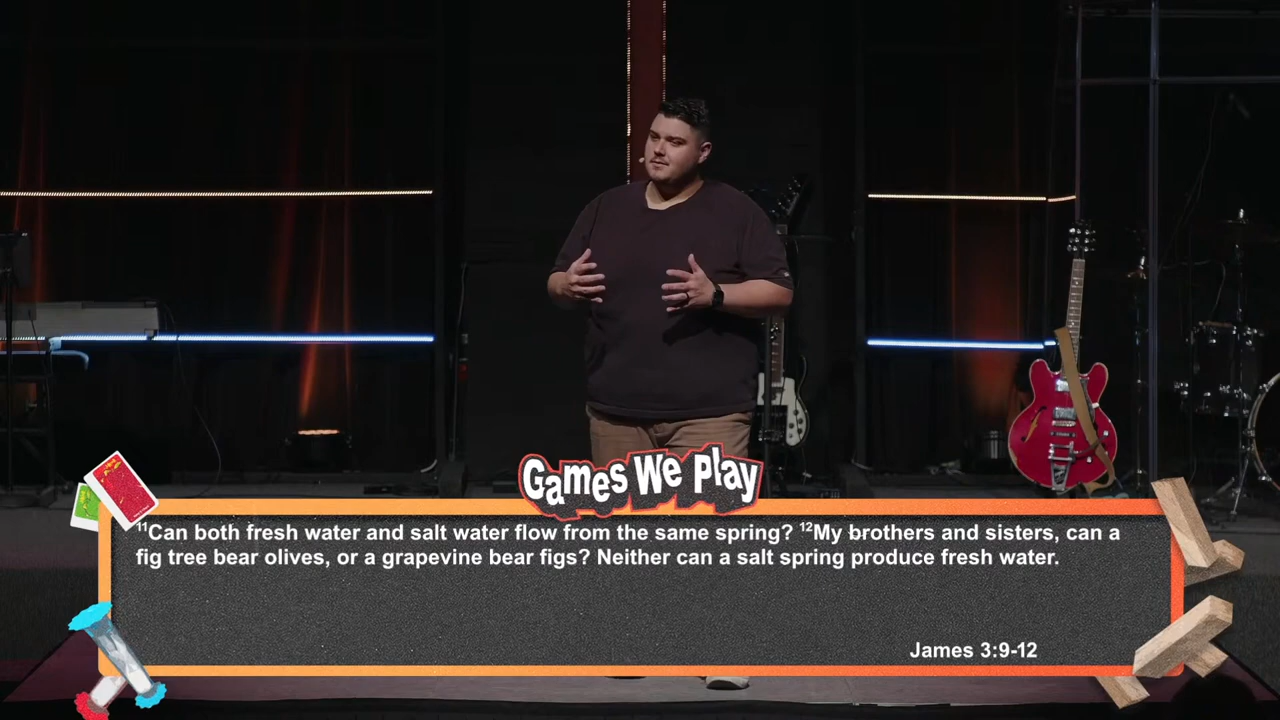 Games We Play
¹¹Can both fresh water and salt water flow from the same spring? ¹²My brothers and sisters, can a
fig tree bear olives, or a grapevine bear figs? Neither can a salt spring produce fresh water.
James 3:9-12